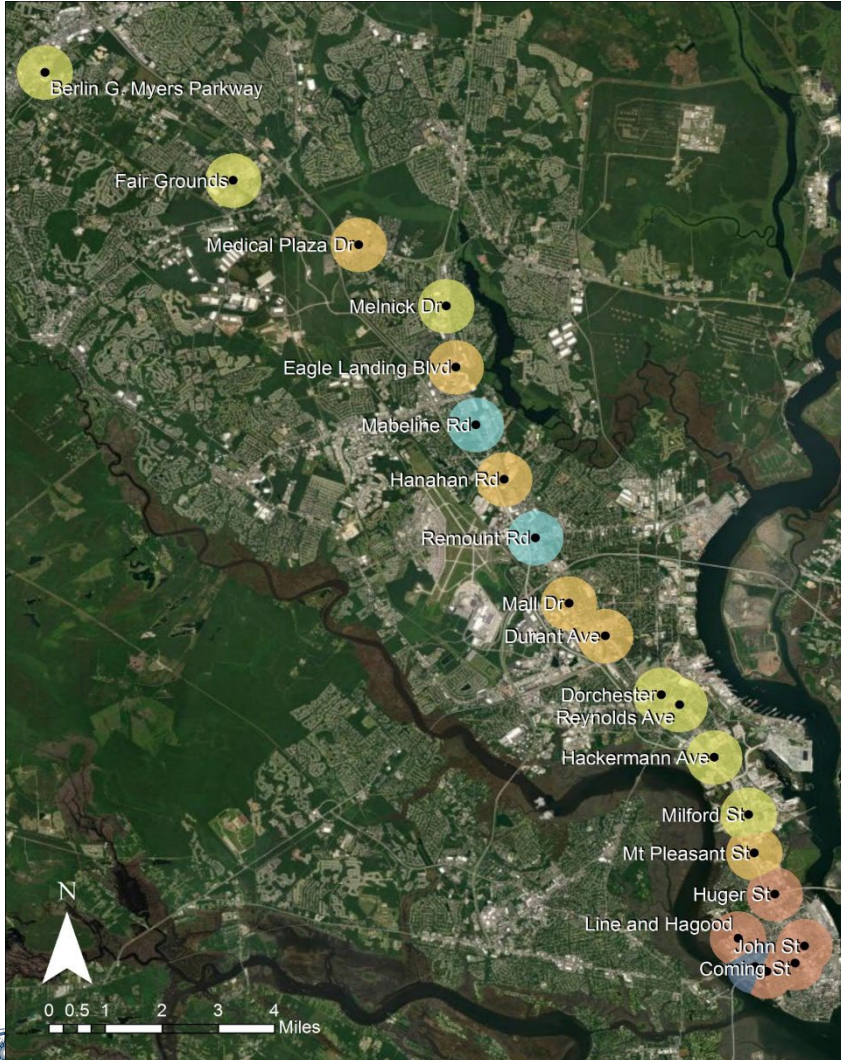 Berlin G. Myers Parkway
Fair Grounds
Medical Plaza Dr
Melnick Dr
Eagle Landing Blvd
Mabeline Rd
Hanahan Rd
Remount Rd
Mall Dr
Durant Ave
Dorchester
Reynolds Ave
Hackermann Ave
Milford St
Mt Pleasant St
Huger St
Line and Hagood
John St
Coming St
N
0 0.5 1 2 3 4
Miles